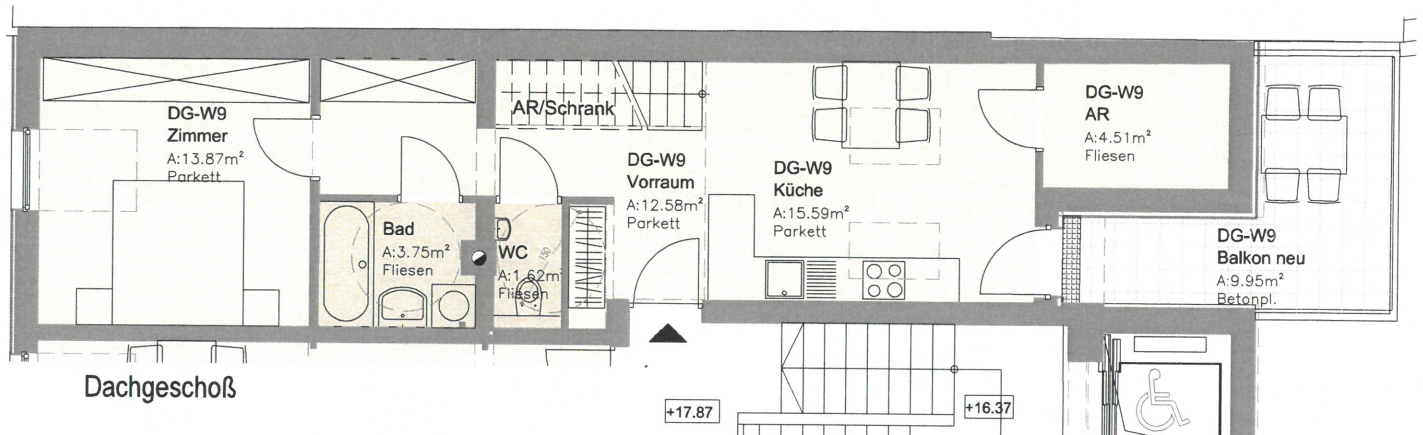 DG-W9
Zimmer
A:13.87m²
Parkett
AR/Schrank
DG-W9
Vorraum
A:12.58m²
Parkett
DG-W9
Küche
A:15.59m²
Parkett
DG-W9
AR
A:4.51m²
Fliesen
Bad
A:3.75m²
Fliesen
WC
A:1.62m²
Fliesen
150
DG-W9
Balkon neu
A:9.95m²
Betonpl.
Dachgeschoß
+17.87
+16.37